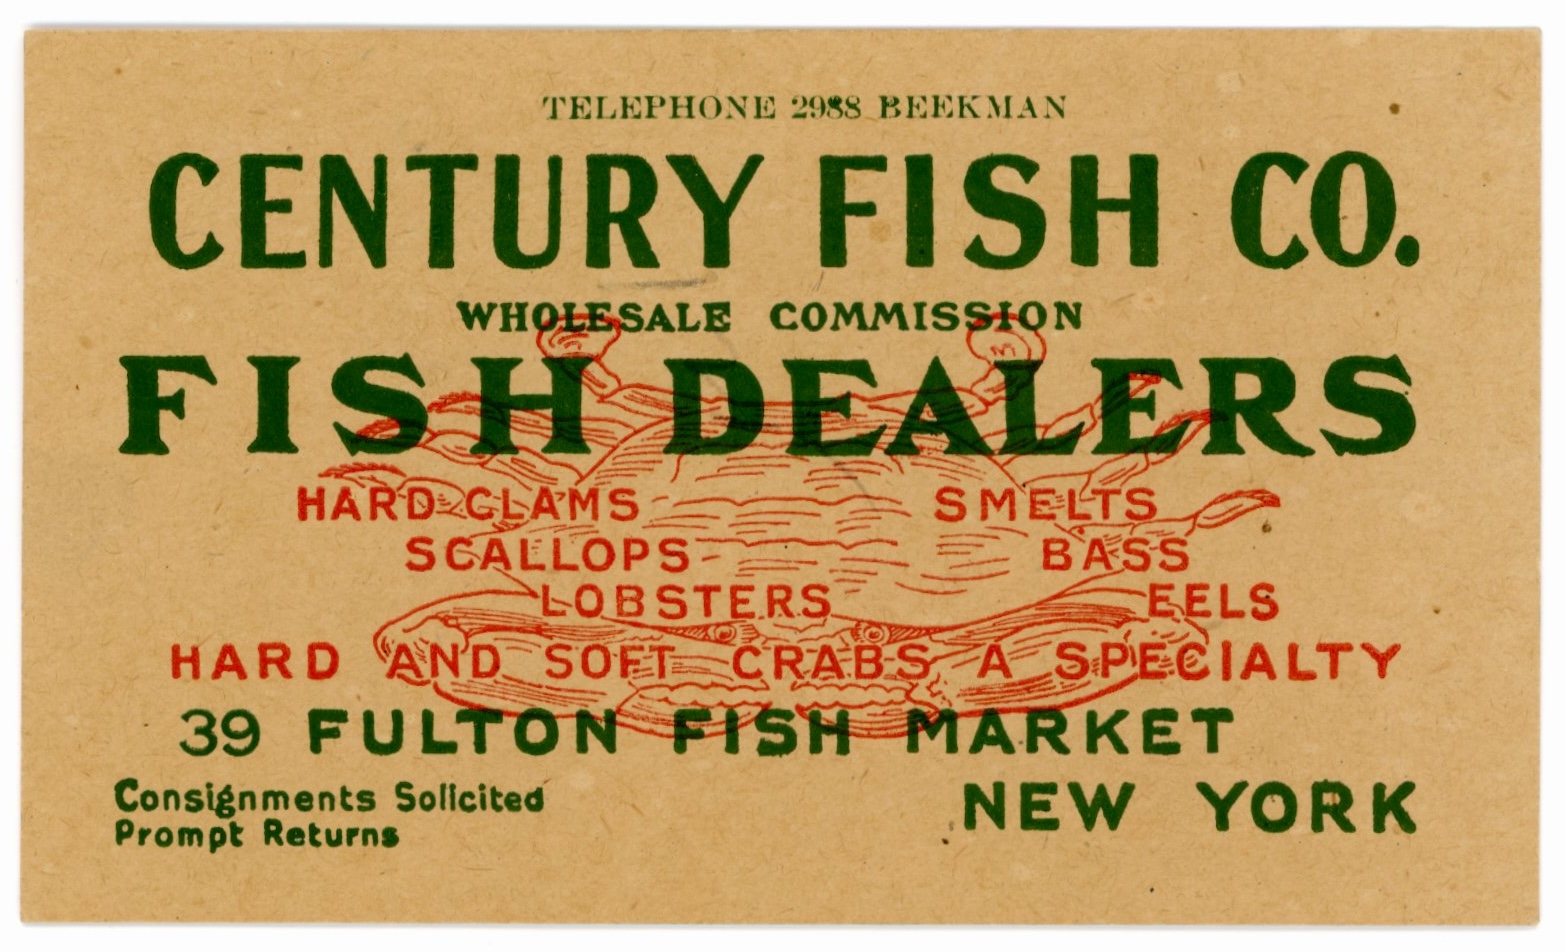 TELEPHONE 2988 BEEKMAN
CENTURY FISH CO.
WHOLESALE COMMISSION
FISH DEALERS
HARD CLAMS SMELTS
SCALLOPS BASS
LOBSTERS EELS
HARD AND SOFT CRABS A SPECIALTY
39 FULTON FISH MARKET
Consignments Solicited
Prompt Returns
NEW YORK